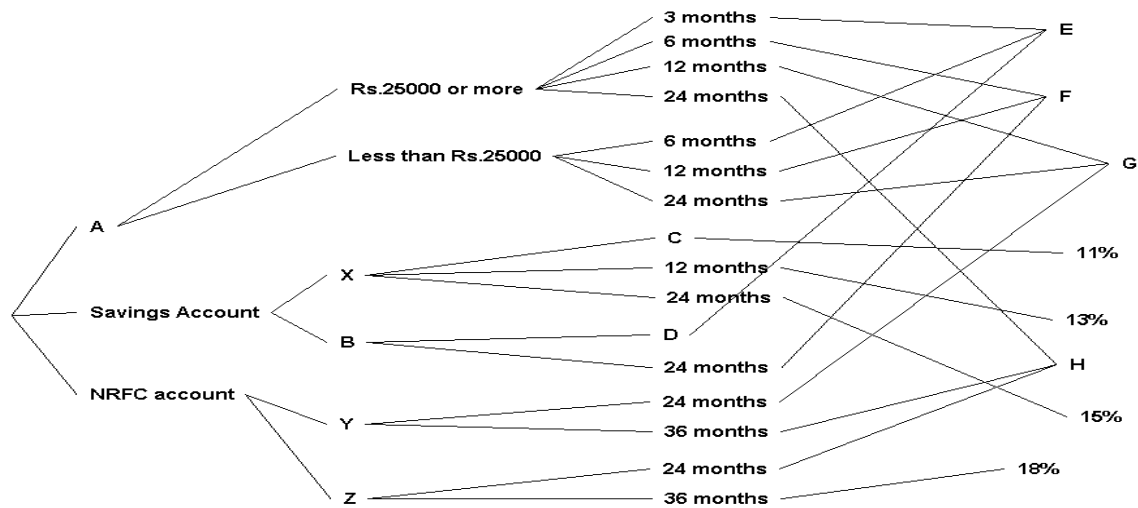 3 months
E
6 months
12 months
Rs.25000 or more
24 months
F
6 months
Less than Rs.25000
12 months
G
24 months
A
C
11%
X
12 months
24 months
Savings Account
13%
B
D
24 months
H
NRFC account
24 months
15%
Y
36 months
24 months
18%
Z
36 months